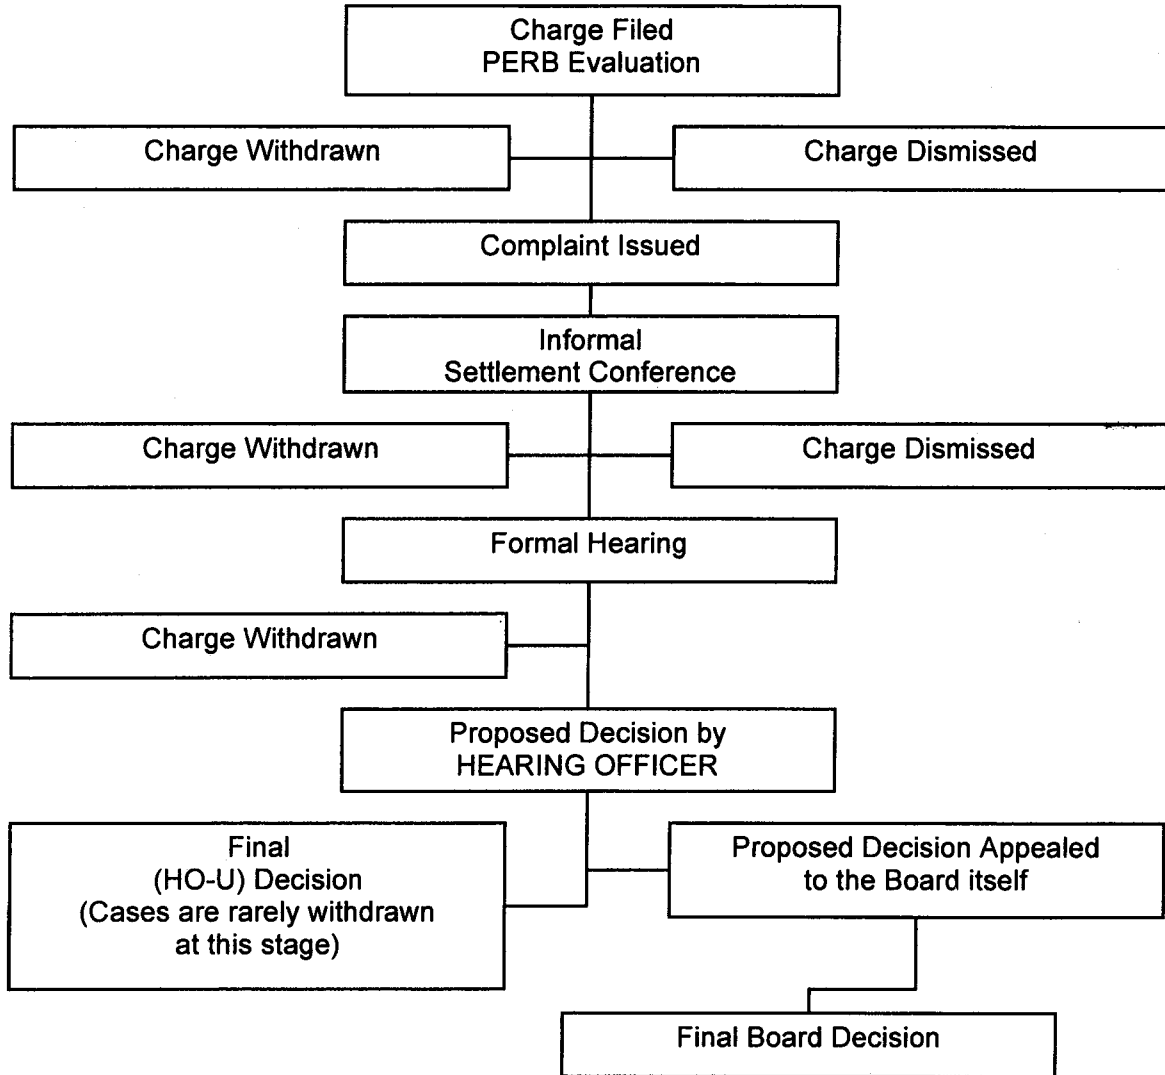 Charge Filed
PERB Evaluation
Charge Withdrawn
Charge Dismissed
Complaint Issued
Informal
Settlement Conference
Charge Withdrawn
Charge Dismissed
Formal Hearing
Charge Withdrawn
Proposed Decision by
HEARING OFFICER
Final
(HO-U) Decision
(Cases are rarely withdrawn
at this stage)
Proposed Decision Appealed
to the Board itself
Final Board Decision